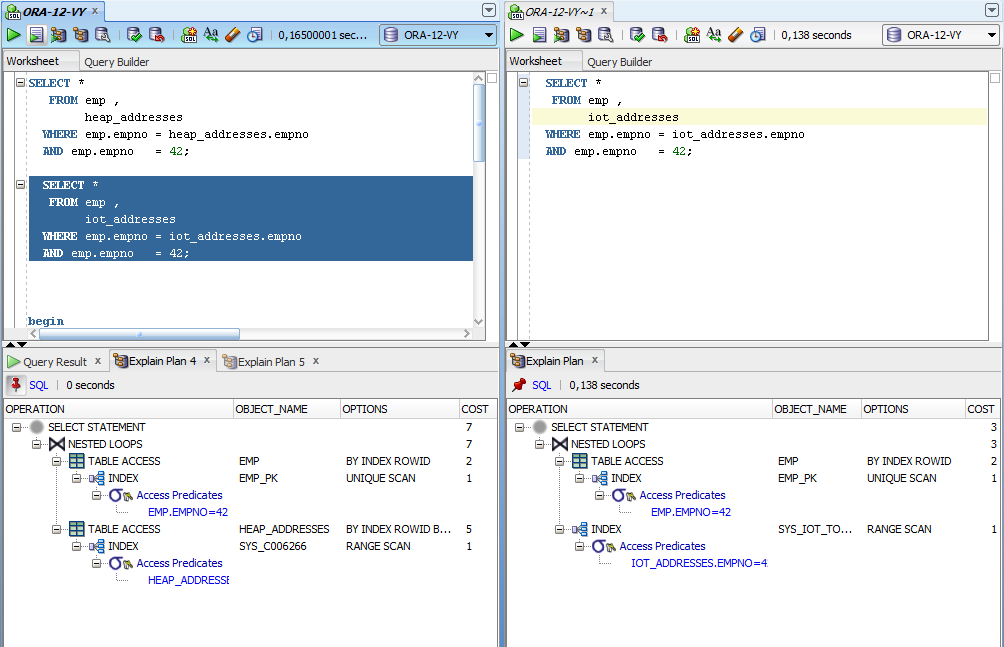 ORA-12-VY x
0,16500001 sec... ORA-12-VY
Worksheet Query Builder
SELECT *
FROM emp ,
heap_addresses
WHERE emp.empno = heap_addresses.empno
AND emp.empno = 42;
SELECT *
FROM emp ,
iot_addresses
WHERE emp.empno = iot_addresses.empno
AND emp.empno = 42;
begin
Query Result x Explain Plan 4 x Explain Plan 5 x
SQL | 0 seconds
OPERATION OBJECT_NAME OPTIONS COST
SELECT STATEMENT 7
NESTED LOOPS 7
TABLE ACCESS EMP BY INDEX ROWID 2
INDEX EMP_PK UNIQUE SCAN 1
Access Predicates
EMP.EMPNO=42
TABLE ACCESS HEAP_ADDRESSES BY INDEX ROWID B... 5
INDEX SYS_C006266 RANGE SCAN 1
Access Predicates
HEAP_ADDRESSE
ORA-12-VY~1 x
0,138 seconds ORA-12-VY
Worksheet Query Builder
SELECT *
FROM emp ,
iot_addresses
WHERE emp.empno = iot_addresses.empno
AND emp.empno = 42;
Explain Plan x
SQL | 0,138 seconds
OPERATION OBJECT_NAME OPTIONS COST
SELECT STATEMENT 3
NESTED LOOPS 3
TABLE ACCESS EMP BY INDEX ROWID 2
INDEX EMP_PK UNIQUE SCAN 1
Access Predicates
EMP.EMPNO=42
INDEX SYS_IOT_TO... RANGE SCAN 1
Access Predicates
IOT_ADDRESSES.EMPNO=4